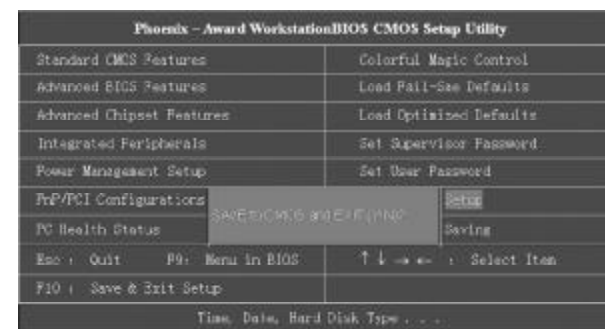 Phoenix – Award WorkstationBIOS CMOS Setup Utility
Standard CMOS Features
Colorful Magic Control
Advanced BIOS Features
Load Fail-Sae Defaults
Advanced Chipset Features
Load Optimized Defaults
Integrated Peripherals
Set Supervisor Password
Power Management Setup
Set User Password
PnP/PCI Configurations
Setup
SAVE to CMOS and EXIT (Y/N)?
PC Health Status
Saving
Esc : Quit F9: Menu in BIOS
↑ ↓ → ← : Select Item
F10 : Save & Exit Setup
Time, Date, Hard Disk Type . . .